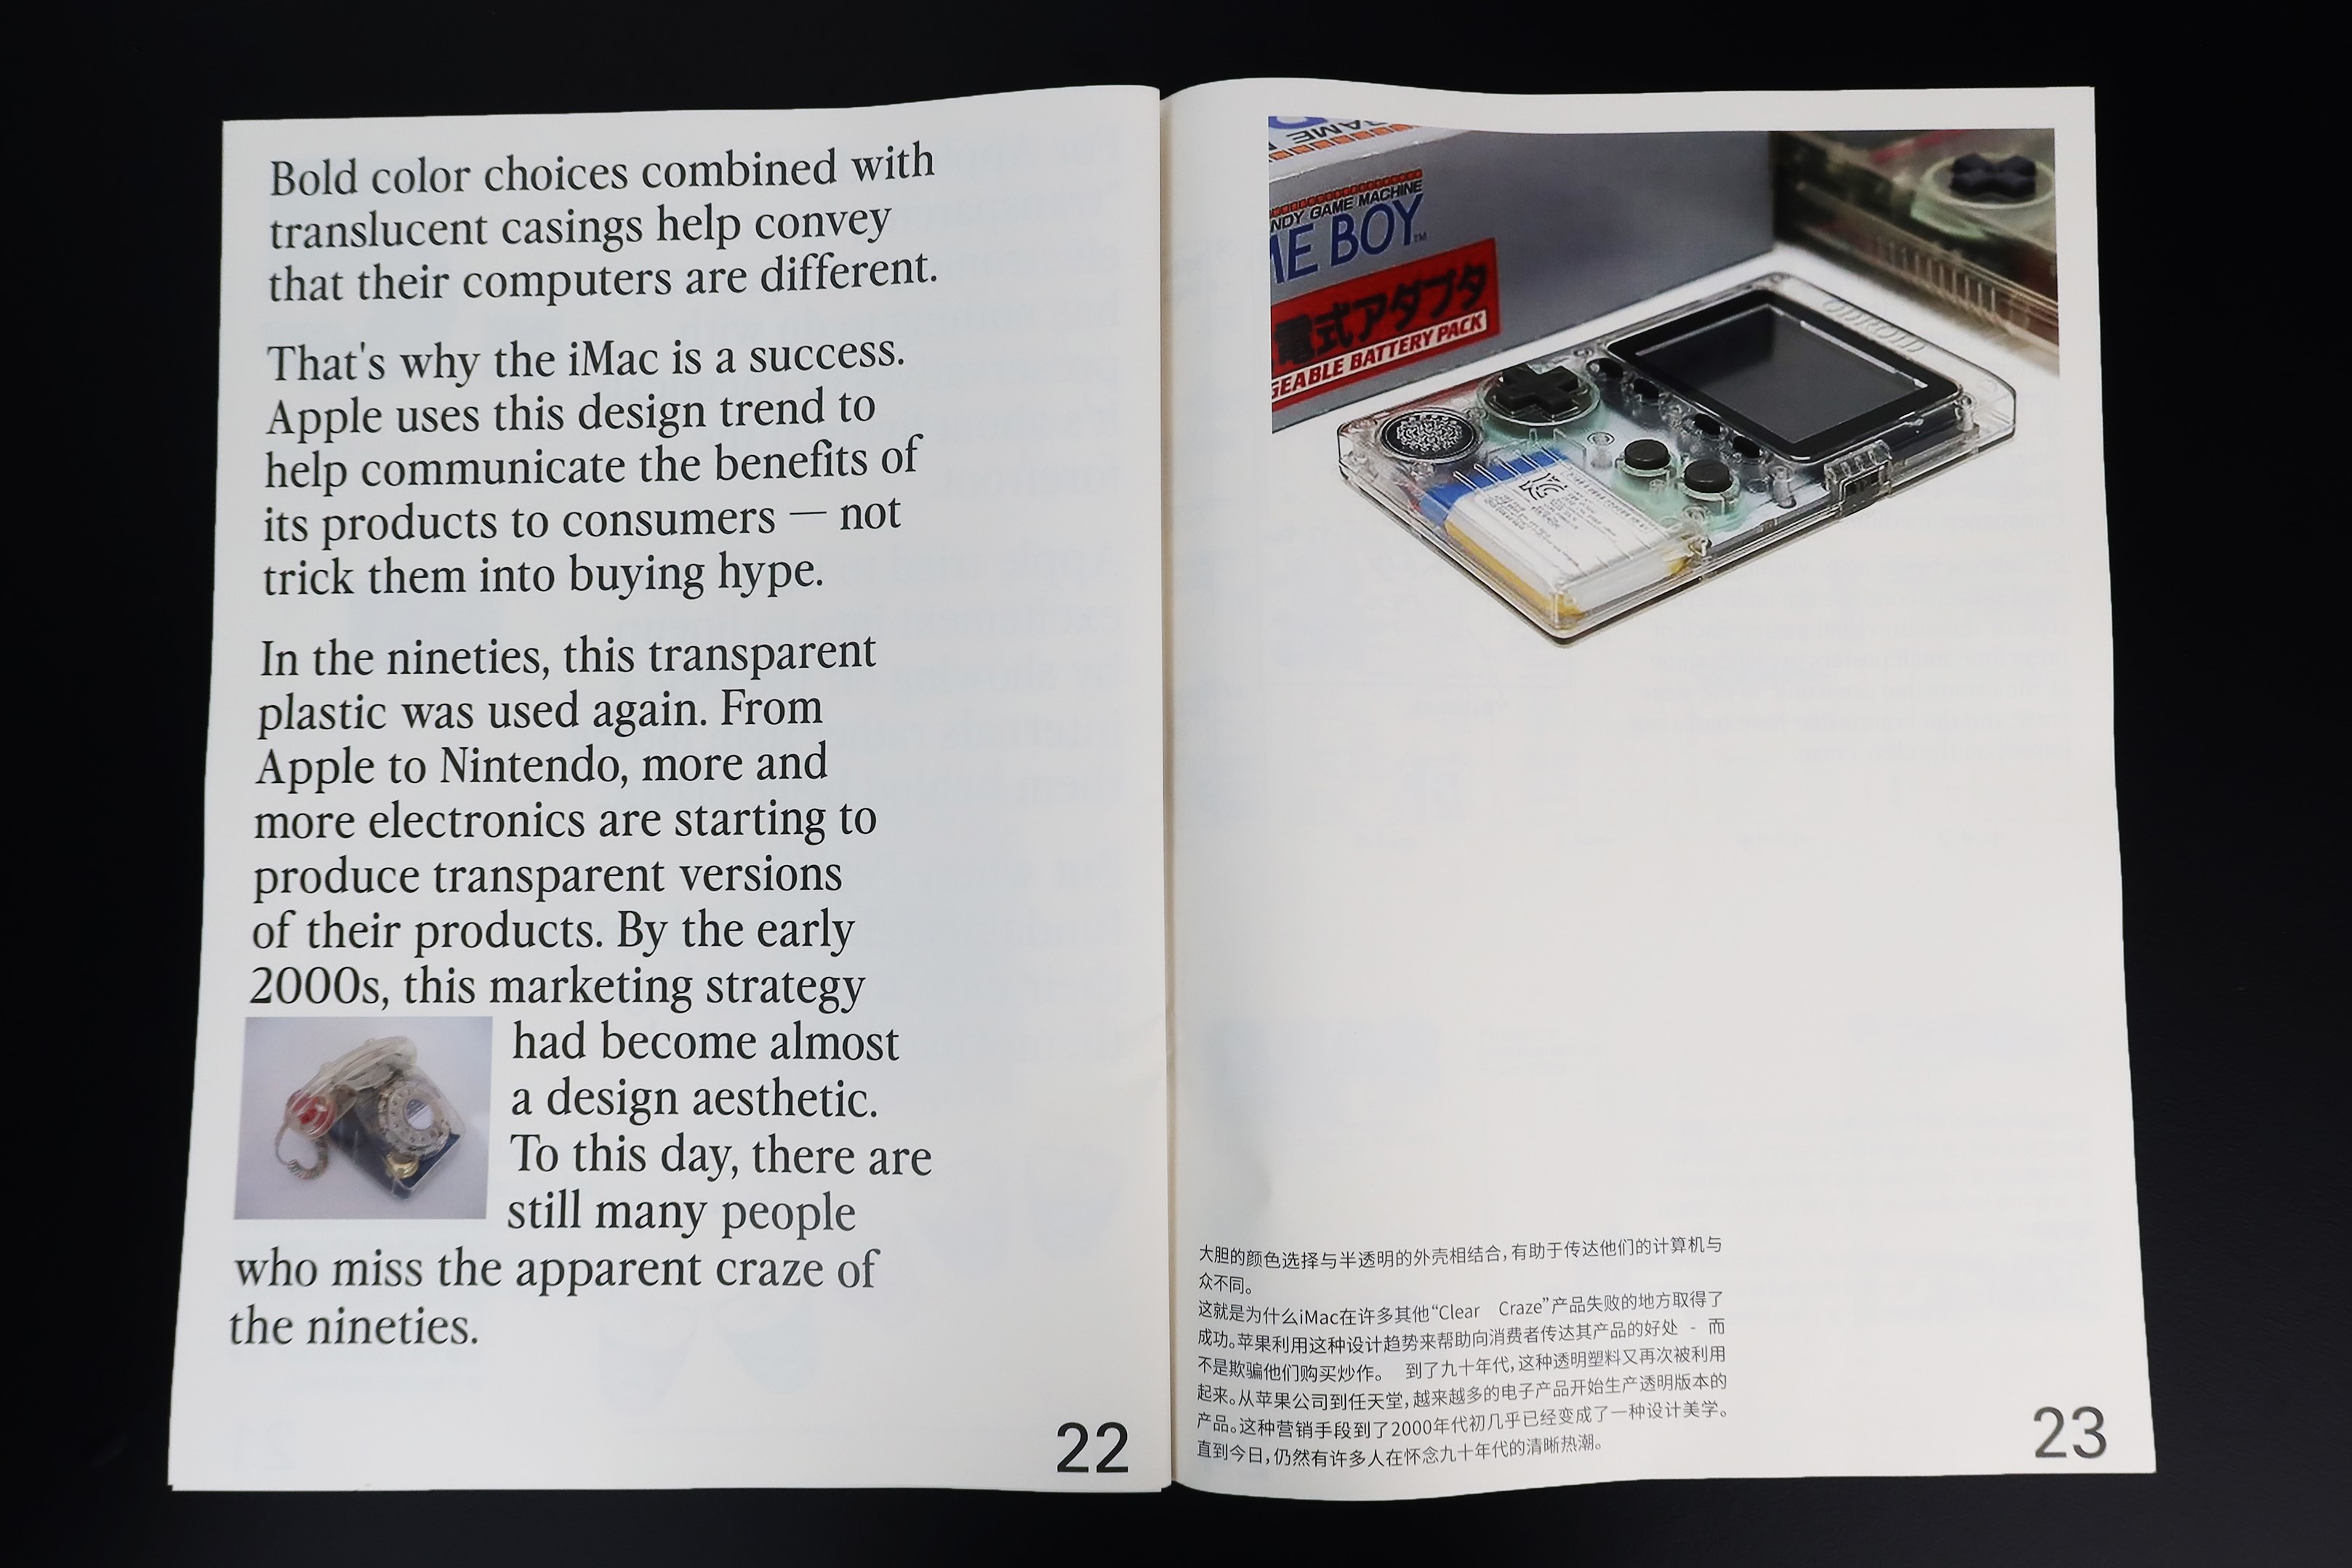 Bold color choices combined with
translucent casings help convey
that their computers are different.
That's why the iMac is a success.
Apple uses this design trend to
help communicate the benefits of
its products to consumers — not
trick them into buying hype.
In the nineties, this transparent
plastic was used again. From
Apple to Nintendo, more and
more electronics are starting to
produce transparent versions
of their products. By the early
2000s, this marketing strategy
had become almost
a design aesthetic.
To this day, there are
still many people
who miss the apparent craze of
the nineties.
22
GAME
NDY GAME MACHINE
ME BOY™
電式アダプタ
GEABLE BATTERY PACK
ODROID
大胆的颜色选择与半透明的外壳相结合,有助于传达他们的计算机与
众不同。
这就是为什么iMac在许多其他“Clear Craze”产品失败的地方取得了
成功。苹果利用这种设计趋势来帮助向消费者传达其产品的好处 - 而
不是欺骗他们购买炒作。 到了九十年代,这种透明塑料又再次被利用
起来。从苹果公司到任天堂,越来越多的电子产品开始生产透明版本的
产品。这种营销手段到了2000年代初几乎已经变成了一种设计美学。
直到今日,仍然有许多人在怀念九十年代的清晰热潮。
23